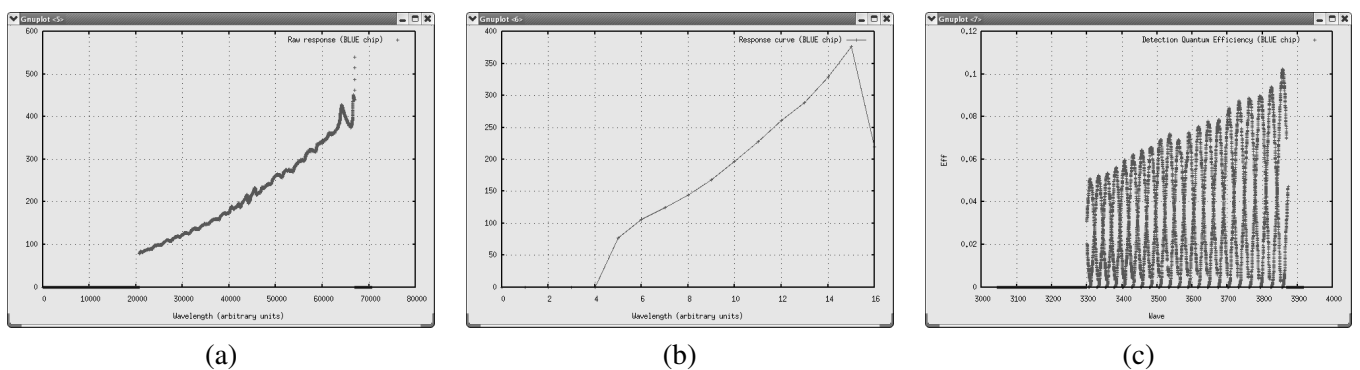 Gnuplot <5>
Raw response (BLUE chip)
600
500
400
300
200
100
0
0 10000 20000 30000 40000 50000 60000 70000 80000
Wavelength (arbitrary units)
(a)
Gnuplot <6>
Response curve (BLUE chip)
400
350
300
250
200
150
100
50
0
0 2 4 6 8 10 12 14 16
Wavelength (arbitrary units)
(b)
Gnuplot <7>
Detection Quantum Efficiency (BLUE chip)
0.12
0.1
0.08
0.06
0.04
0.02
0
Eff
3000 3100 3200 3300 3400 3500 3600 3700 3800 3900 4000
Wave
(c)